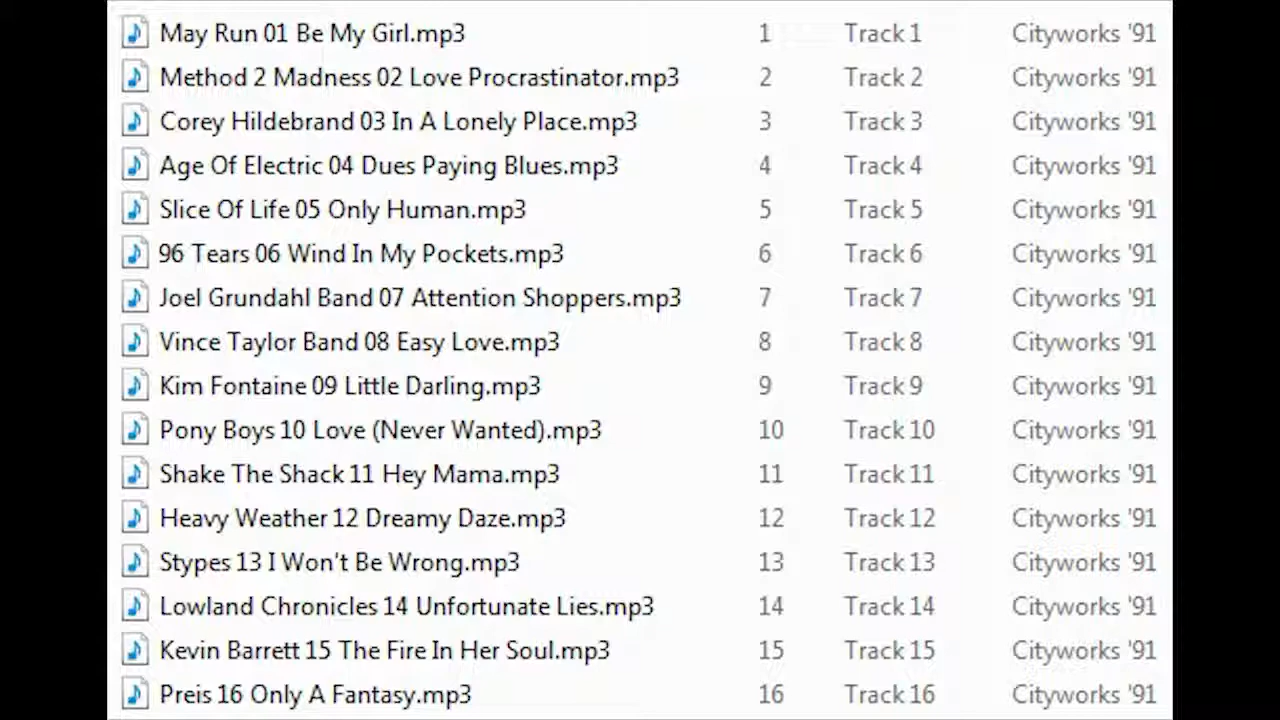 May Run 01 Be My Girl.mp3 1 Track 1 Cityworks '91
Method 2 Madness 02 Love Procrastinator.mp3 2 Track 2 Cityworks '91
Corey Hildebrand 03 In A Lonely Place.mp3 3 Track 3 Cityworks '91
Age Of Electric 04 Dues Paying Blues.mp3 4 Track 4 Cityworks '91
Slice Of Life 05 Only Human.mp3 5 Track 5 Cityworks '91
96 Tears 06 Wind In My Pockets.mp3 6 Track 6 Cityworks '91
Joel Grundahl Band 07 Attention Shoppers.mp3 7 Track 7 Cityworks '91
Vince Taylor Band 08 Easy Love.mp3 8 Track 8 Cityworks '91
Kim Fontaine 09 Little Darling.mp3 9 Track 9 Cityworks '91
Pony Boys 10 Love (Never Wanted).mp3 10 Track 10 Cityworks '91
Shake The Shack 11 Hey Mama.mp3 11 Track 11 Cityworks '91
Heavy Weather 12 Dreamy Daze.mp3 12 Track 12 Cityworks '91
Stypes 13 I Won't Be Wrong.mp3 13 Track 13 Cityworks '91
Lowland Chronicles 14 Unfortunate Lies.mp3 14 Track 14 Cityworks '91
Kevin Barrett 15 The Fire In Her Soul.mp3 15 Track 15 Cityworks '91
Preis 16 Only A Fantasy.mp3 16 Track 16 Cityworks '91